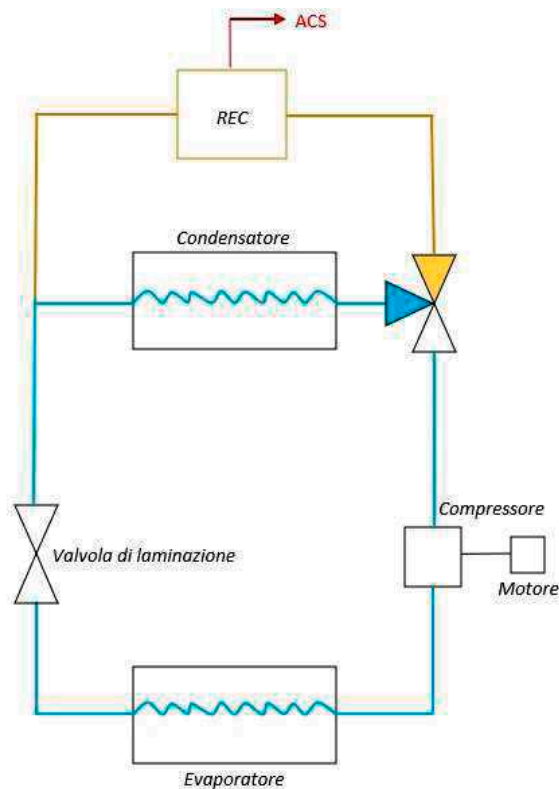 ACS
REC
Condensatore
Compressore
Valvola di laminazione
Motore
Evaporatore